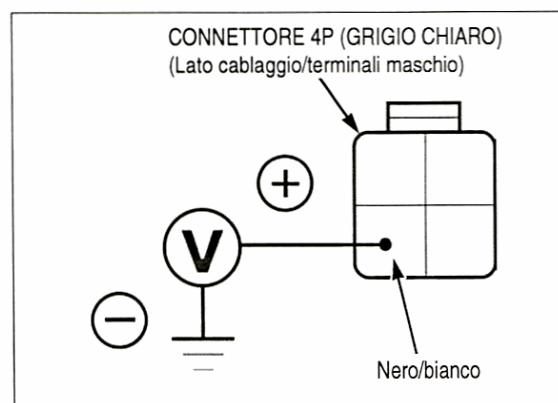 CONNETTORE 4P (GRIGIO CHIARO)
(Lato cablaggio/terminali maschio)
+
V
−
Nero/bianco